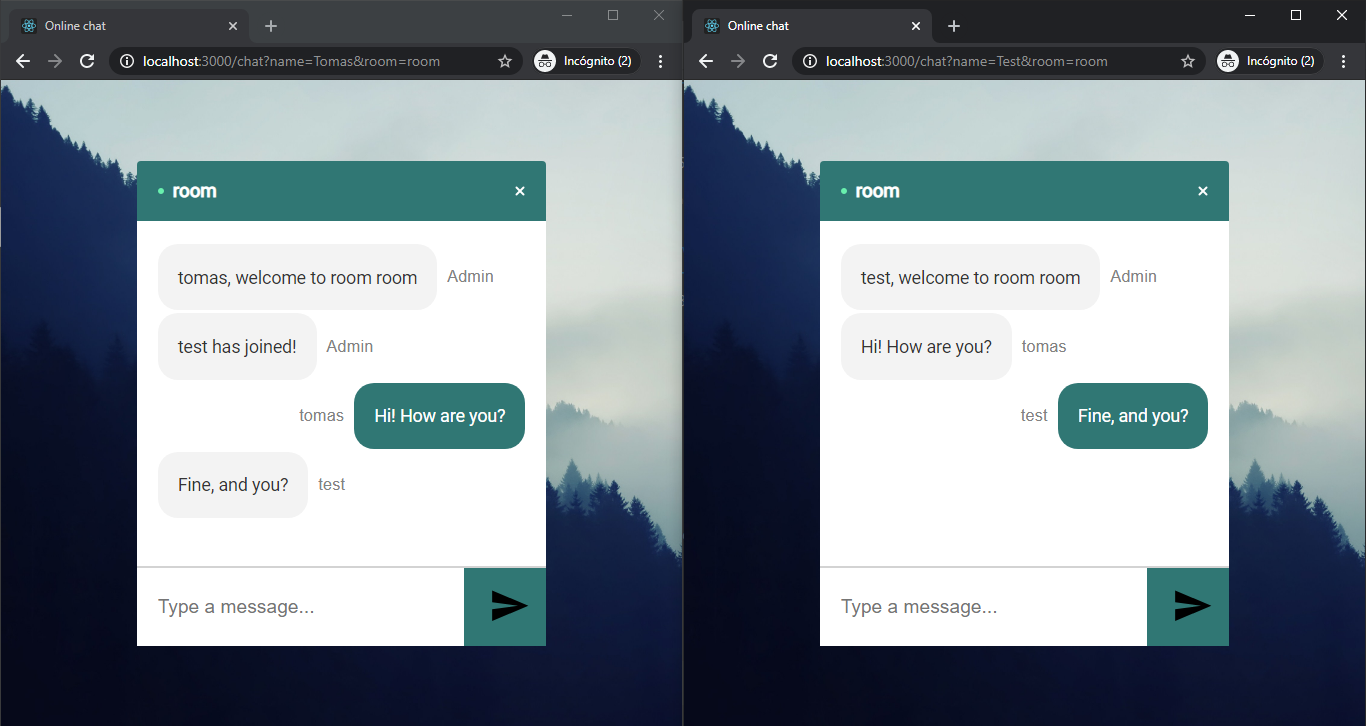 Online chat
localhost:3000/chat?name=Tomas&room=room
Incógnito (2)
room
tomas, welcome to room room Admin
test has joined! Admin
tomas Hi! How are you?
Fine, and you? test
Type a message...
Online chat
localhost:3000/chat?name=Test&room=room
Incógnito (2)
room
test, welcome to room room Admin
Hi! How are you? tomas
test Fine, and you?
Type a message...